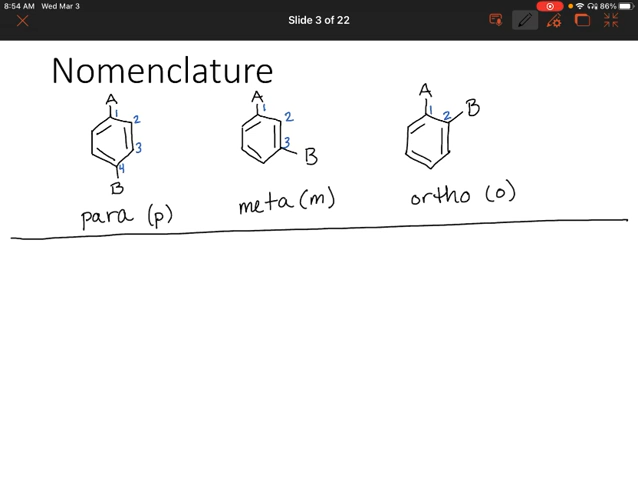 8:54 AM Wed Mar 3
86%
Slide 3 of 22
Nomenclature
A
1
2
3
4
B
para (p)
A
1
2
3
B
meta (m)
A
1
2
B
ortho (o)